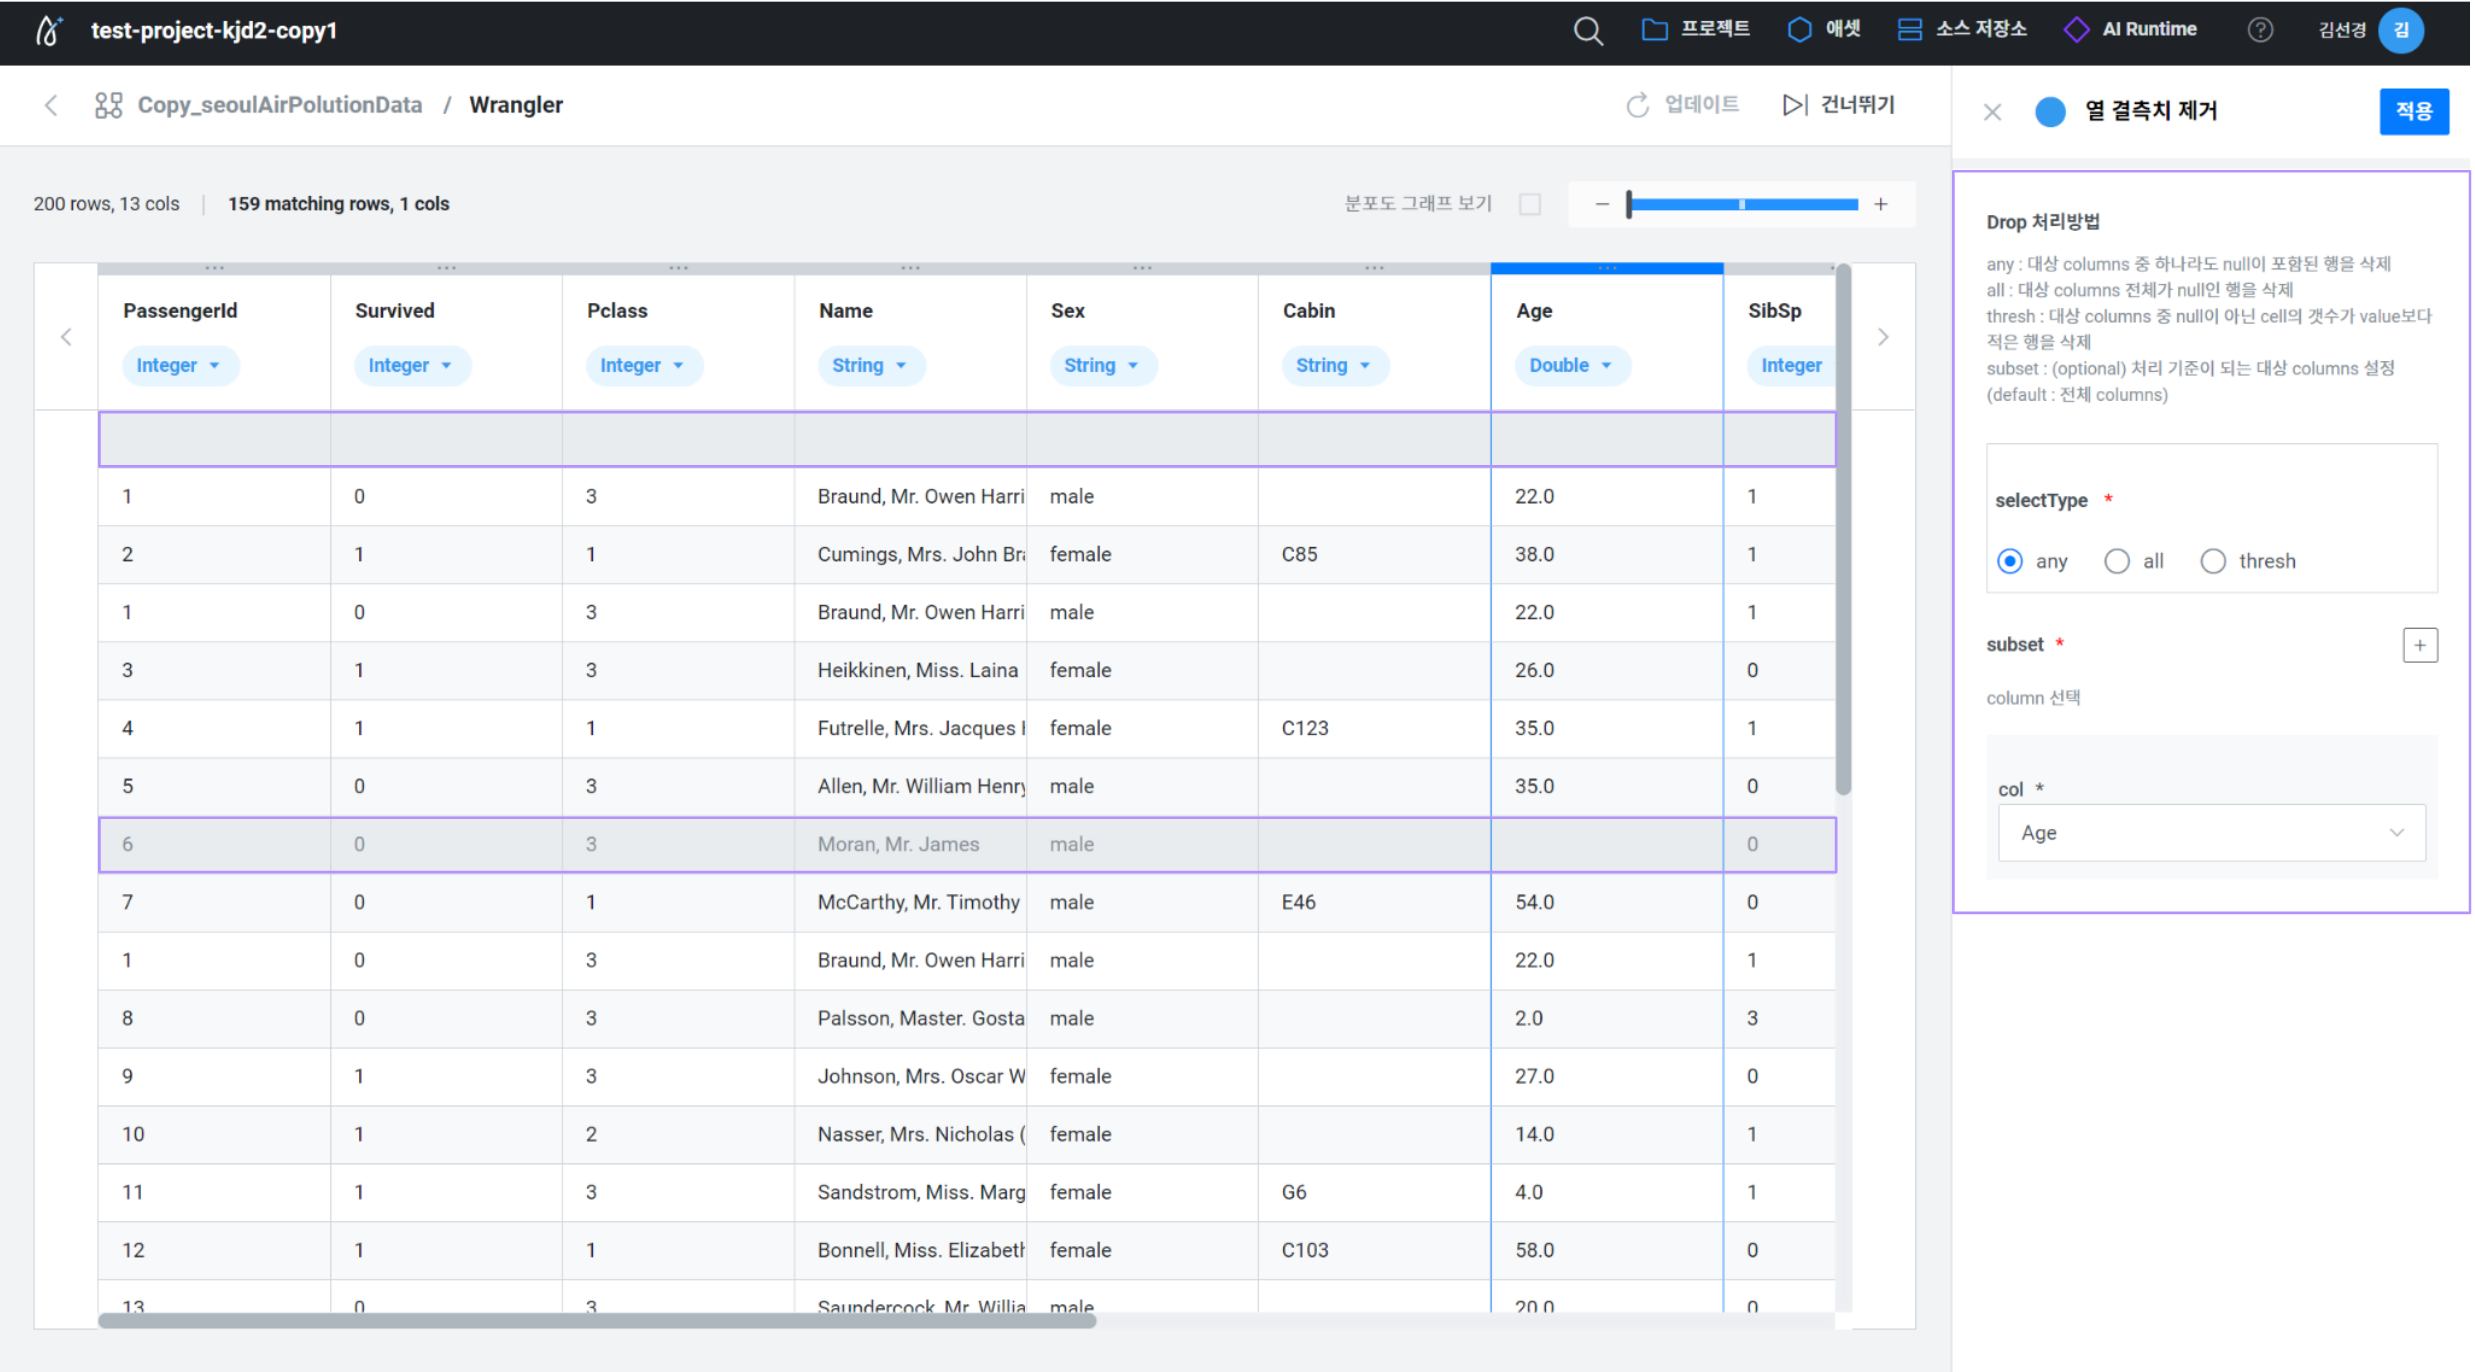 test-project-kjd2-copy1 프로젝트 애셋 소스 저장소 AI Runtime ? 김선경 김
Copy_seoulAirPolutionData / Wrangler 업데이트 건너뛰기
200 rows, 13 cols | 159 matching rows, 1 cols 분포도 그래프 보기 − +
PassengerId Survived Pclass Name Sex Cabin Age SibSp
Integer Integer Integer String String String Double Integer
1 0 3 Braund, Mr. Owen Harri male 22.0 1
2 1 1 Cumings, Mrs. John Bra female C85 38.0 1
1 0 3 Braund, Mr. Owen Harri male 22.0 1
3 1 3 Heikkinen, Miss. Laina female 26.0 0
4 1 1 Futrelle, Mrs. Jacques female C123 35.0 1
5 0 3 Allen, Mr. William Henry male 35.0 0
6 0 3 Moran, Mr. James male 0
7 0 1 McCarthy, Mr. Timothy male E46 54.0 0
1 0 3 Braund, Mr. Owen Harri male 22.0 1
8 0 3 Palsson, Master. Gosta male 2.0 3
9 1 3 Johnson, Mrs. Oscar W female 27.0 0
10 1 2 Nasser, Mrs. Nicholas ( female 14.0 1
11 1 3 Sandstrom, Miss. Marg female G6 4.0 1
12 1 1 Bonnell, Miss. Elizabeth female C103 58.0 0
13 0 3 Saundercock, Mr. Willia male 20.0 0
열 결측치 제거 적용
Drop 처리방법
any : 대상 columns 중 하나라도 null이 포함된 행을 삭제
all : 대상 columns 전체가 null인 행을 삭제
thresh : 대상 columns 중 null이 아닌 cell의 갯수가 value보다
적은 행을 삭제
subset : (optional) 처리 기준이 되는 대상 columns 설정
(default : 전체 columns)
selectType *
any all thresh
subset * +
column 선택
col *
Age